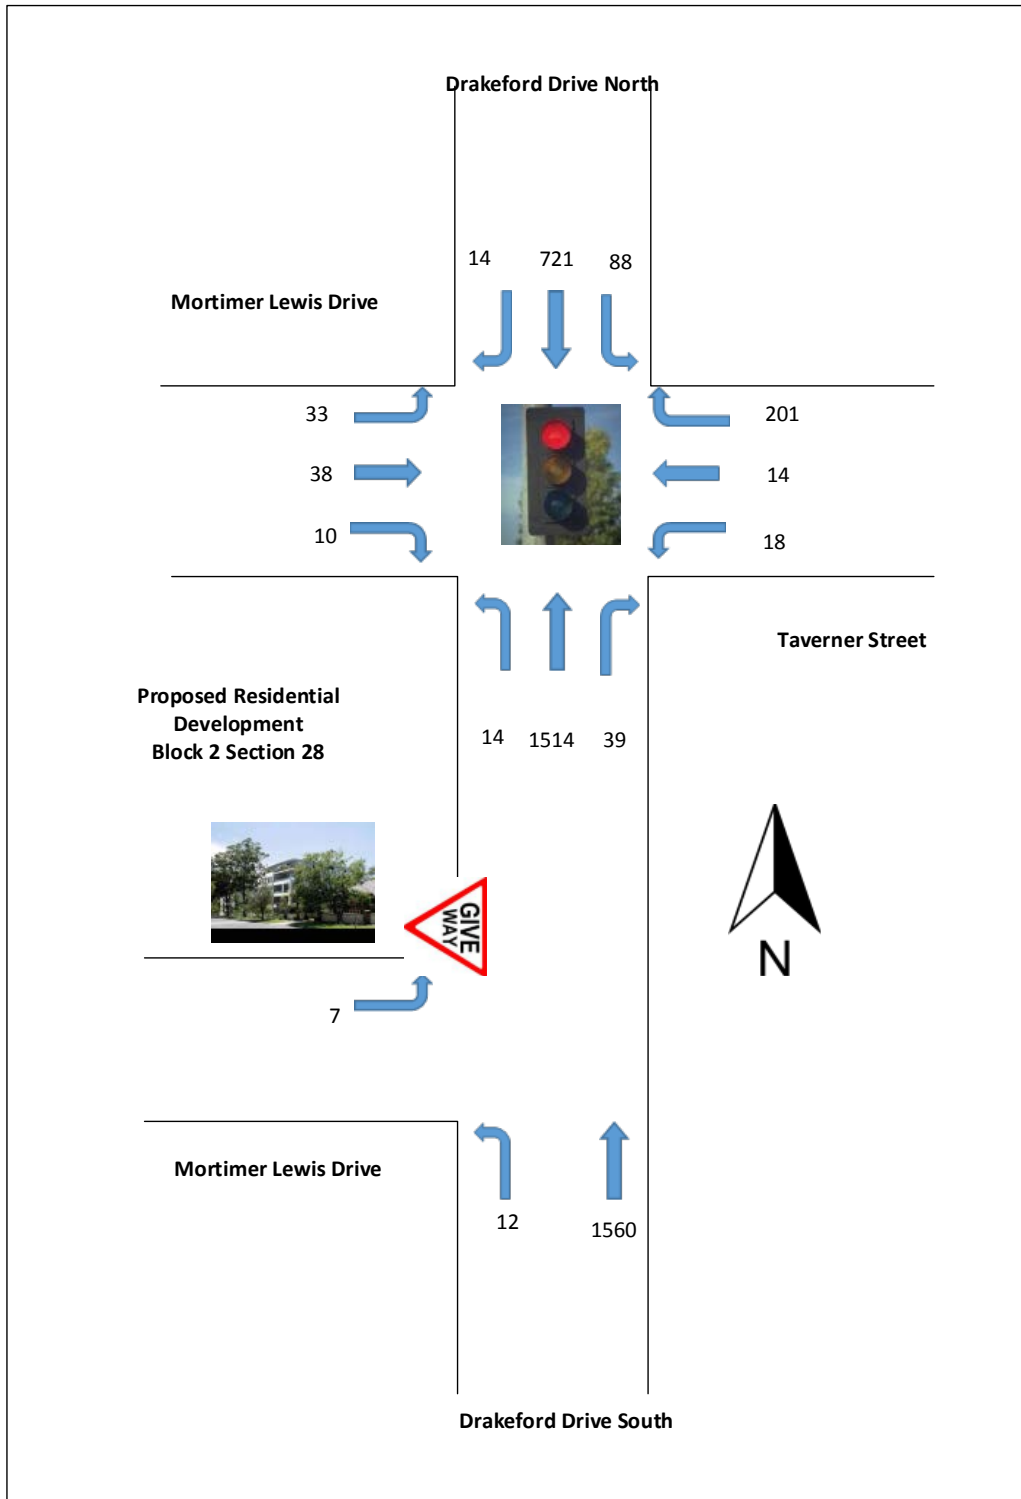 Drakeford Drive North
14 721 88
Mortimer Lewis Drive
33 201
38 14
10 18
Taverner Street
Proposed Residential
Development
Block 2 Section 28
14 1514 39
GIVE
WAY
N
7
Mortimer Lewis Drive
12 1560
Drakeford Drive South